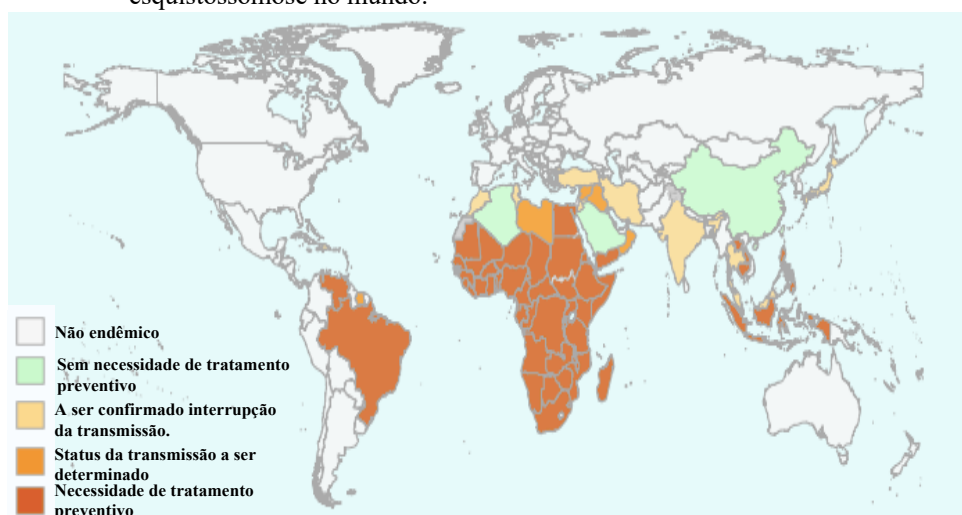 esquistossomose no mundo.
Não endêmico
Sem necessidade de tratamento
preventivo
A ser confirmado interrupção
da transmissão.
Status da transmissão a ser
determinado
Necessidade de tratamento
preventivo